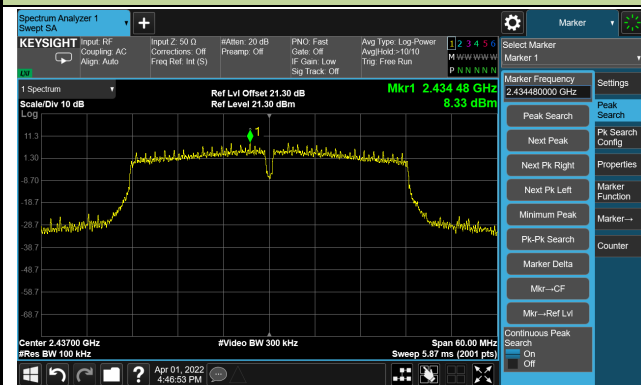 Spectrum Analyzer 1
Swept SA
+
Marker
KEYSIGHT
Input: RF
Coupling: AC
Align: Auto
Input Z: 50 Ω
Corrections: Off
Freq Ref: Int (S)
#Atten: 20 dB
Preamp: Off
PNO: Fast
Gate: Off
IF Gain: Low
Sig Track: Off
Avg Type: Log-Power
Avg|Hold:>10/10
Trig: Free Run
1 2 3 4 5 6
M W W W W W
P N N N N N
LXI
Select Marker
Marker 1
1 Spectrum
Scale/Div 10 dB
Log
Ref Lvl Offset 21.30 dB
Ref Level 21.30 dBm
Mkr1 2.434 48 GHz
8.33 dBm
11.3
1.30
-8.70
-18.7
-28.7
-38.7
-48.7
-58.7
-68.7
1
Center 2.43700 GHz
#Res BW 100 kHz
#Video BW 300 kHz
Span 60.00 MHz
Sweep 5.87 ms (2001 pts)
Marker Frequency
2.434480000 GHz
Peak Search
Next Peak
Next Pk Right
Next Pk Left
Minimum Peak
Pk-Pk Search
Marker Delta
Mkr→CF
Mkr→Ref Lvl
Continuous Peak
Search
On
Off
Settings
Peak
Search
Pk Search
Config
Properties
Marker
Function
Marker→
Counter
?
Apr 01, 2022
4:46:53 PM